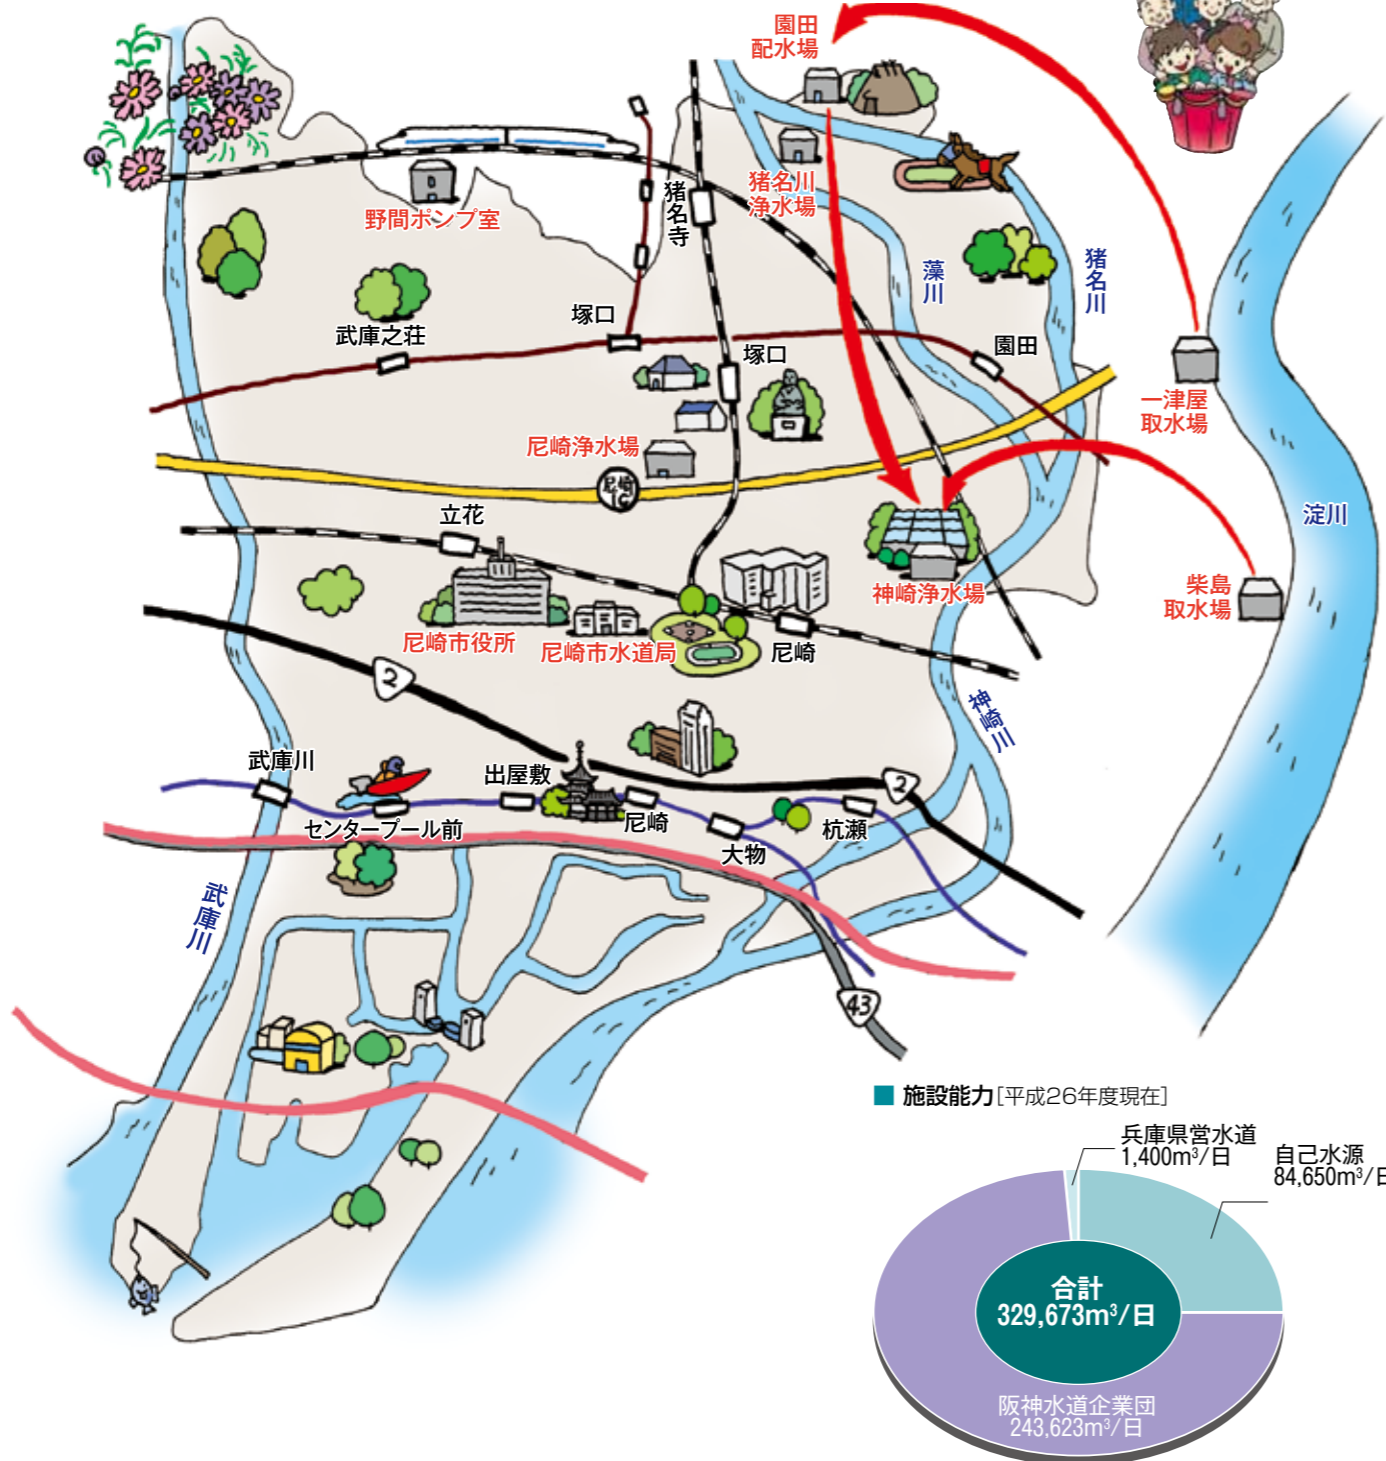 園田
配水場
猪名川
浄水場
野間ポンプ室
猪名寺
藻川
猪名川
塚口
武庫之荘
塚口
園田
一津屋
取水場
尼崎浄水場
尼崎
IC
立花
淀川
神崎浄水場
柴島
取水場
尼崎市役所
尼崎市水道局
尼崎
2
神崎川
武庫川
出屋敷
2
センタープール前
尼崎
杭瀬
大物
武庫川
43
■ 施設能力[平成26年度現在]
兵庫県営水道
1,400m³/日
自己水源
84,650m³/日
合計
329,673m³/日
阪神水道企業団
243,623m³/日